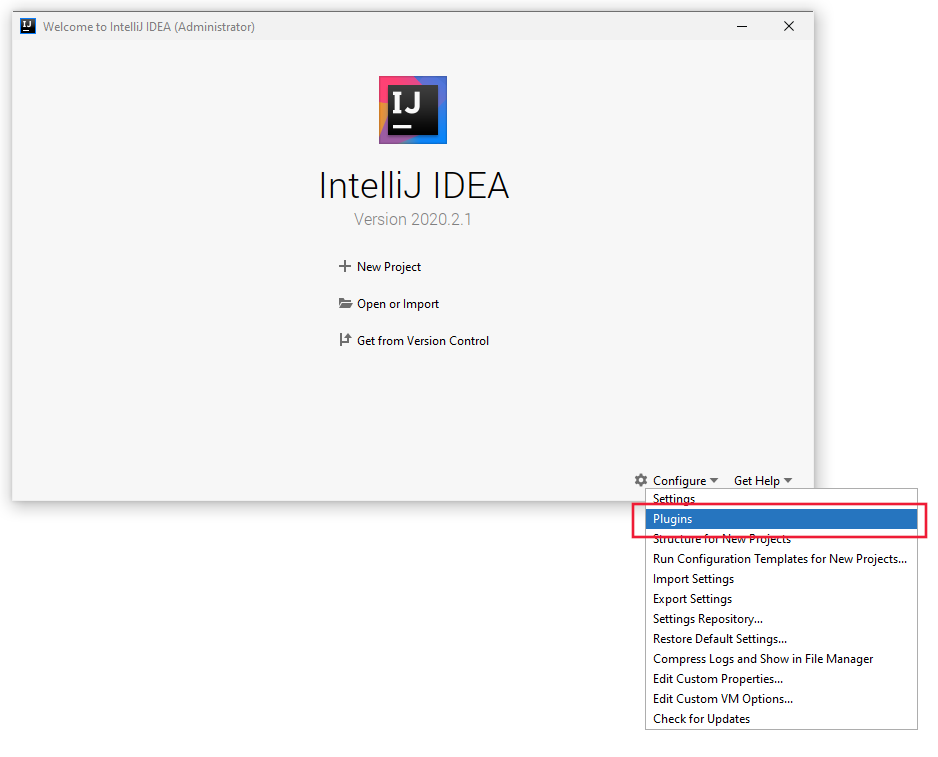 Welcome to IntelliJ IDEA (Administrator)
IJ
IntelliJ IDEA
Version 2020.2.1
New Project
Open or Import
Get from Version Control
Configure Get Help
Settings
Plugins
Structure for New Projects
Run Configuration Templates for New Projects...
Import Settings
Export Settings
Settings Repository...
Restore Default Settings...
Compress Logs and Show in File Manager
Edit Custom Properties...
Edit Custom VM Options...
Check for Updates